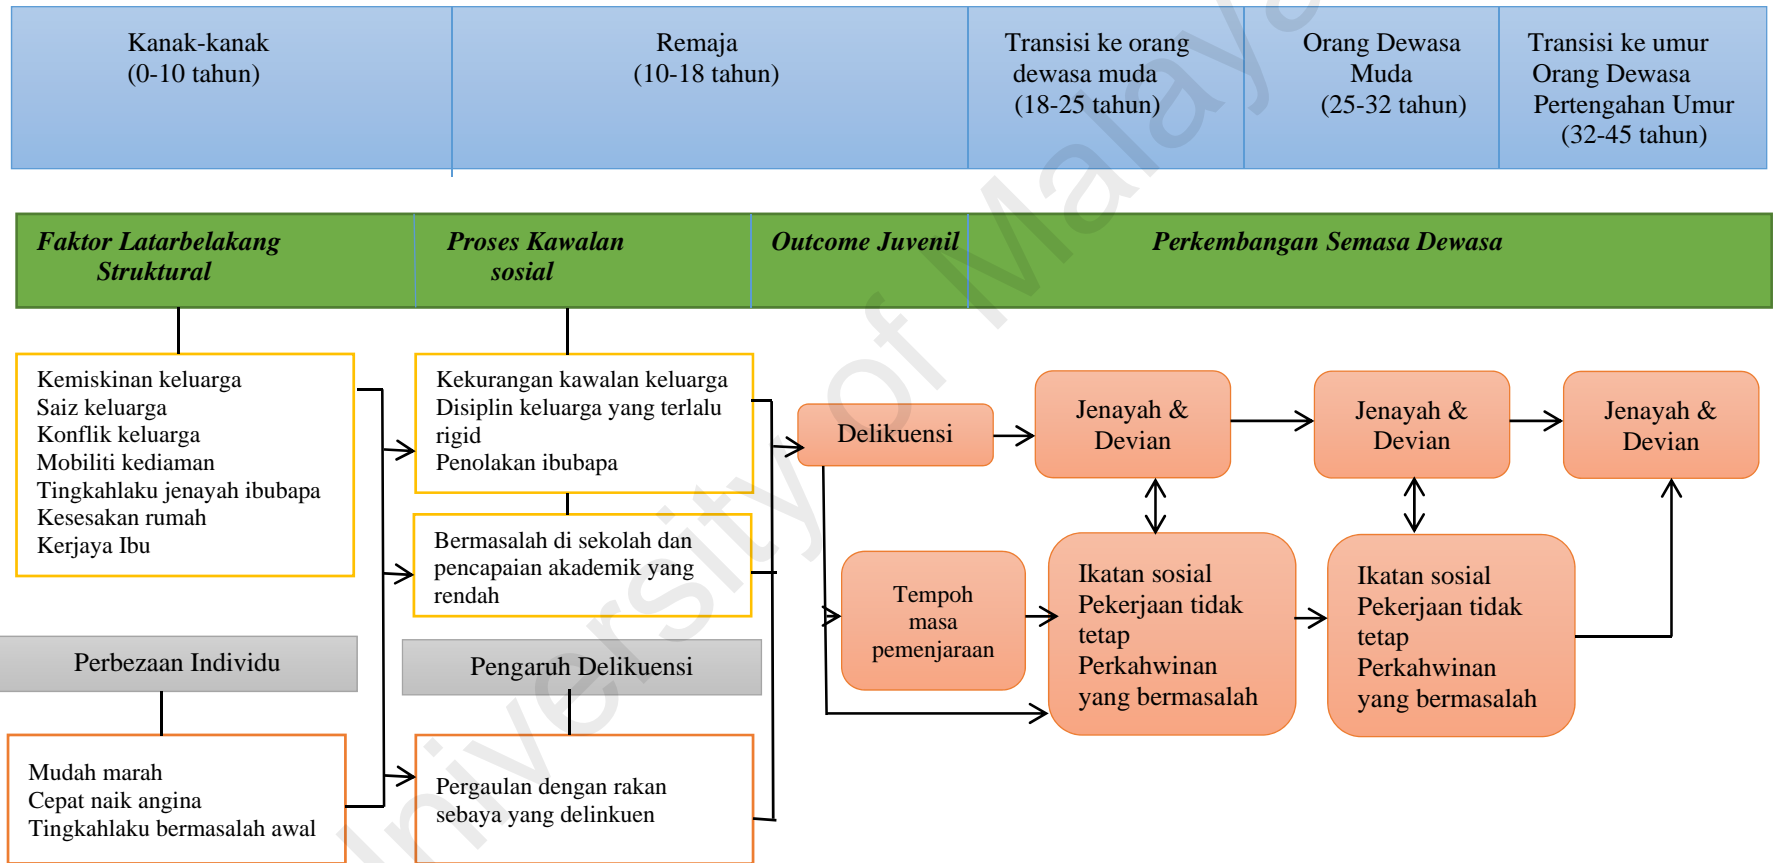 Kanak-kanak
(0-10 tahun)
Remaja
(10-18 tahun)
Transisi ke orang
dewasa muda
(18-25 tahun)
Orang Dewasa
Muda
(25-32 tahun)
Transisi ke umur
Orang Dewasa
Pertengahan Umur
(32-45 tahun)
Faktor Latarbelakang
Struktural
Proses Kawalan
sosial
Outcome Juvenil
Perkembangan Semasa Dewasa
Kemiskinan keluarga
Saiz keluarga
Konflik keluarga
Mobiliti kediaman
Tingkahlaku jenayah ibubapa
Kesesakan rumah
Kerjaya Ibu
Kekurangan kawalan keluarga
Disiplin keluarga yang terlalu
rigid
Penolakan ibubapa
Bermasalah di sekolah dan
pencapaian akademik yang
rendah
Delikuensi
Jenayah &
Devian
Jenayah &
Devian
Jenayah &
Devian
Tempoh
masa
pemenjaraan
Ikatan sosial
Pekerjaan tidak
tetap
Perkahwinan
yang bermasalah
Ikatan sosial
Pekerjaan tidak
tetap
Perkahwinan
yang bermasalah
Perbezaan Individu
Pengaruh Delikuensi
Mudah marah
Cepat naik angina
Tingkahlaku bermasalah awal
Pergaulan dengan rakan
sebaya yang delinkuen
University of Malaya